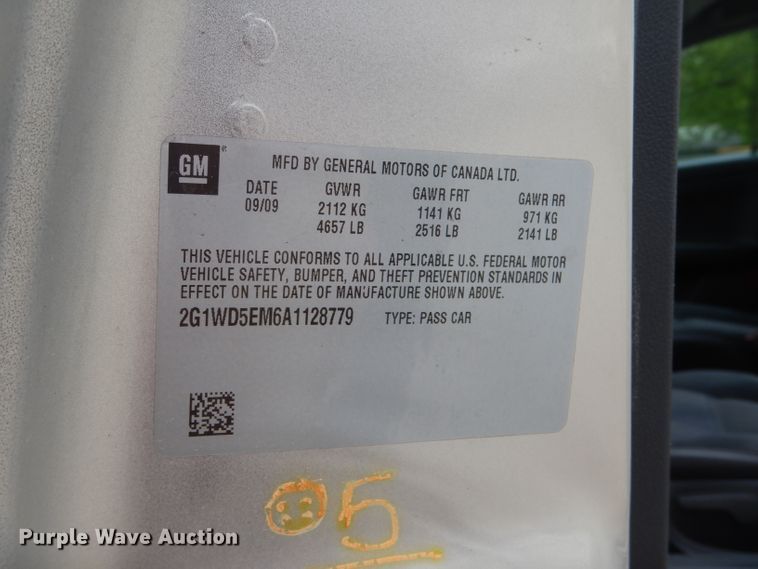 GM
MFD BY GENERAL MOTORS OF CANADA LTD.
DATE GVWR GAWR FRT GAWR RR
09/09 2112 KG 1141 KG 971 KG
4657 LB 2516 LB 2141 LB
THIS VEHICLE CONFORMS TO ALL APPLICABLE U.S. FEDERAL MOTOR
VEHICLE SAFETY, BUMPER, AND THEFT PREVENTION STANDARDS IN
EFFECT ON THE DATE OF MANUFACTURE SHOWN ABOVE.
2G1WD5EM6A1128779 TYPE: PASS CAR
5
Purple Wave Auction